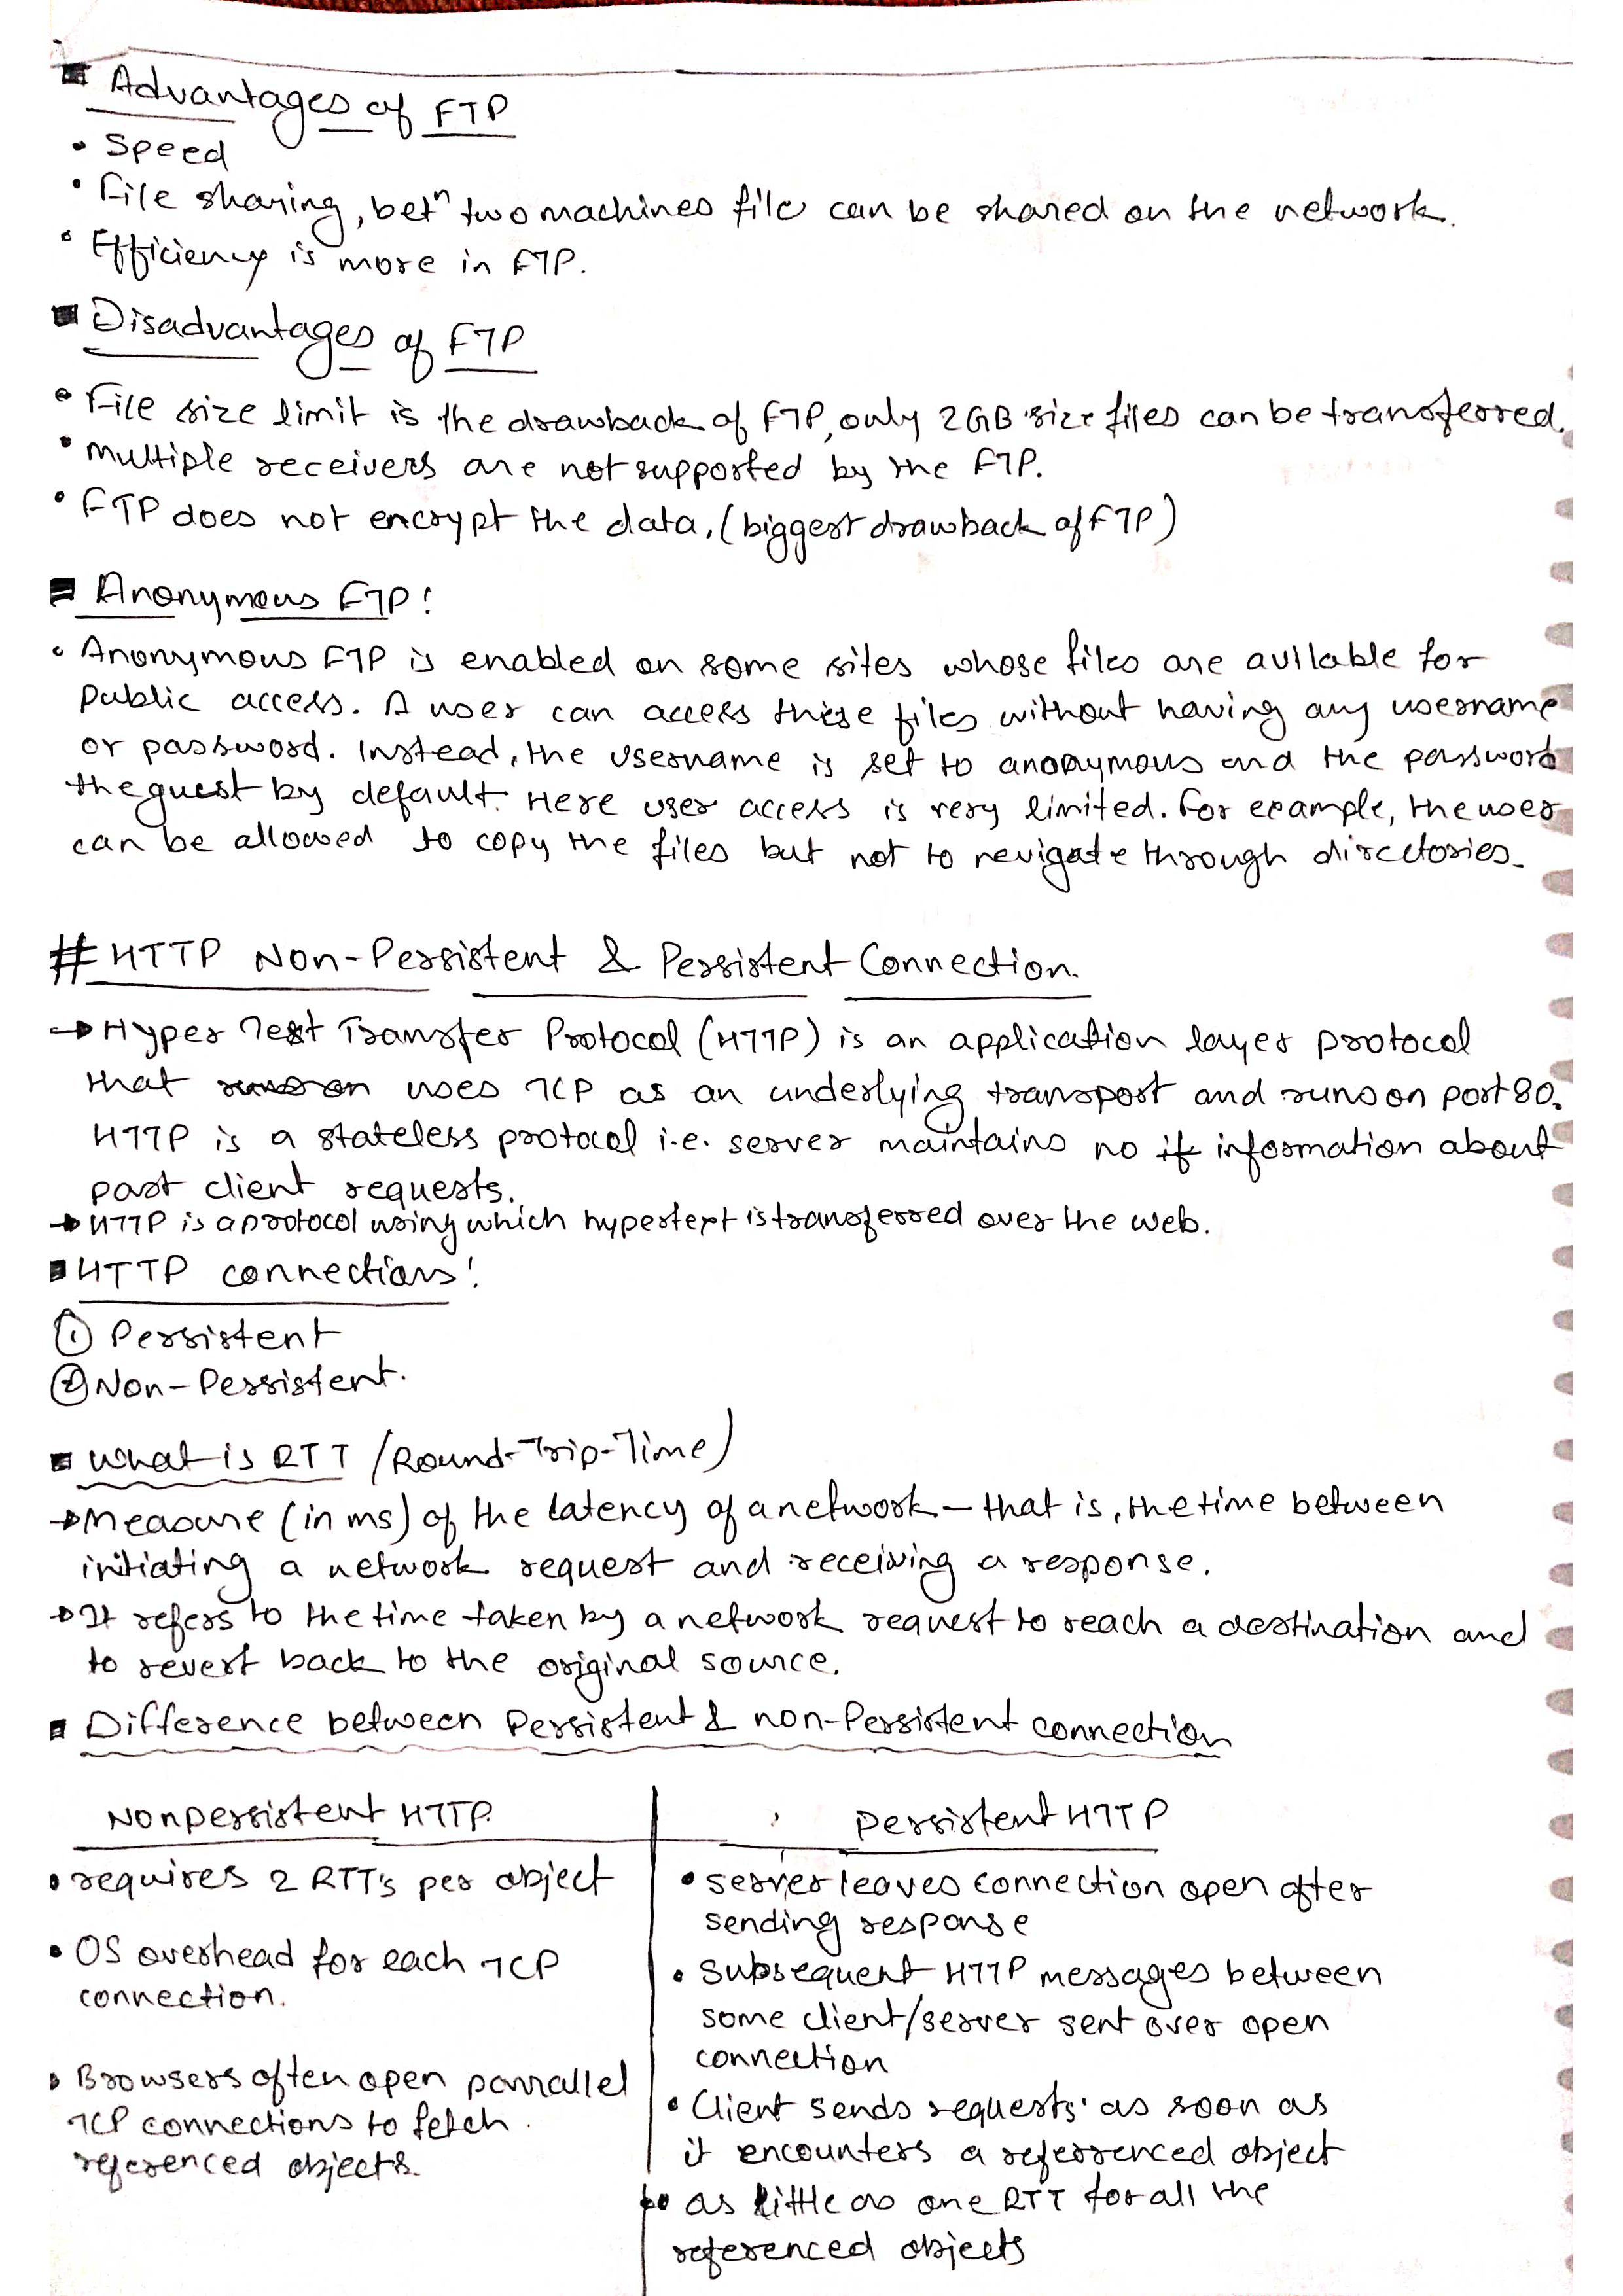 ■ Advantages of FTP
• Speed
• File sharing, betⁿ two machines file can be shared on the network.
• Efficiency is more in FTP.
■ Disadvantages of FTP
• File size limit is the drawback of FTP, only 2GB size files can be transferred.
• Multiple receivers are not supported by the FTP.
• FTP does not encrypt the data, (biggest drawback of FTP)
■ Anonymous FTP:
• Anonymous FTP is enabled on some sites whose files are avilable for
public access. A user can access these files without having any username
or password. Instead, the username is set to anonymous and the password
the guest by default. Here user access is very limited. For example, the user
can be allowed to copy the files but not to nevigate through directories.
# HTTP Non-Persistent & Persistent Connection.
→ Hyper Text Transfer Protocol (HTTP) is an application layer protocol
that uses TCP as an underlying transport and runs on port 80.
HTTP is a stateless protocol i.e. server maintains no information about
past client requests.
→ HTTP is a protocol using which hypertext is transferred over the web.
■ HTTP connections:
① Persistent
② Non-Persistent.
■ What is RTT (Round-Trip-Time)
→ Measure (in ms) of the latency of a network – that is, the time between
initiating a network request and receiving a response.
→ It refers to the time taken by a network request to reach a destination and
to revert back to the original source.
■ Difference between Persistent & non-Persistent connection
Nonpersistent HTTP
• requires 2 RTT's per object
• OS overhead for each TCP
connection.
• Browsers often open parrallel
TCP connections to fetch
referenced objects.
Persistent HTTP
• server leaves connection open after
sending response
• subsequent HTTP messages between
some client/server sent over open
connection
• Client sends requests as soon as
it encounters a referrenced object
• as little as one RTT for all the
referenced objects